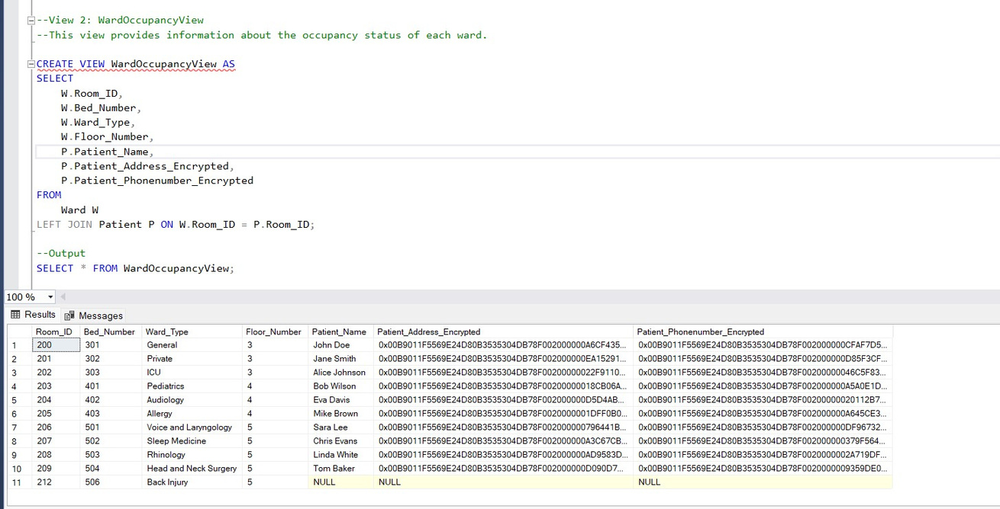 --View 2: WardOccupancyView
--This view provides information about the occupancy status of each ward.
CREATE VIEW WardOccupancyView AS
SELECT
W.Room_ID,
W.Bed_Number,
W.Ward_Type,
W.Floor_Number,
P.Patient_Name,
P.Patient_Address_Encrypted,
P.Patient_Phonenumber_Encrypted
FROM
Ward W
LEFT JOIN Patient P ON W.Room_ID = P.Room_ID;
--Output
SELECT * FROM WardOccupancyView;
100 %
Results Messages
Room_ID Bed_Number Ward_Type Floor_Number Patient_Name Patient_Address_Encrypted Patient_Phonenumber_Encrypted
1 200 301 General 3 John Doe 0x00B9011F5569E24D80B3535304DB78F002000000A6CF435... 0x00B9011F5569E24D80B3535304DB78F002000000CFAF7D5...
2 201 302 Private 3 Jane Smith 0x00B9011F5569E24D80B3535304DB78F002000000EA15291... 0x00B9011F5569E24D80B3535304DB78F002000000D85F3CF...
3 202 303 ICU 3 Alice Johnson 0x00B9011F5569E24D80B3535304DB78F00200000022F9110... 0x00B9011F5569E24D80B3535304DB78F00200000046C5F83...
4 203 401 Pediatrics 4 Bob Wilson 0x00B9011F5569E24D80B3535304DB78F00200000018CB06A... 0x00B9011F5569E24D80B3535304DB78F002000000A5A0E1D...
5 204 402 Audiology 4 Eva Davis 0x00B9011F5569E24D80B3535304DB78F002000000D5D4AB... 0x00B9011F5569E24D80B3535304DB78F00200000020112B7...
6 205 403 Allergy 4 Mike Brown 0x00B9011F5569E24D80B3535304DB78F0020000001DFF0B0... 0x00B9011F5569E24D80B3535304DB78F002000000A645CE3...
7 206 501 Voice and Laryngology 5 Sara Lee 0x00B9011F5569E24D80B3535304DB78F002000000796441B... 0x00B9011F5569E24D80B3535304DB78F002000000DF96732...
8 207 502 Sleep Medicine 5 Chris Evans 0x00B9011F5569E24D80B3535304DB78F002000000A3C67CB... 0x00B9011F5569E24D80B3535304DB78F002000000379F564...
9 208 503 Rhinology 5 Linda White 0x00B9011F5569E24D80B3535304DB78F002000000AD9583D... 0x00B9011F5569E24D80B3535304DB78F0020000002A719DF...
10 209 504 Head and Neck Surgery 5 Tom Baker 0x00B9011F5569E24D80B3535304DB78F002000000D090D7... 0x00B9011F5569E24D80B3535304DB78F0020000009359DE0...
11 212 506 Back Injury 5 NULL NULL NULL